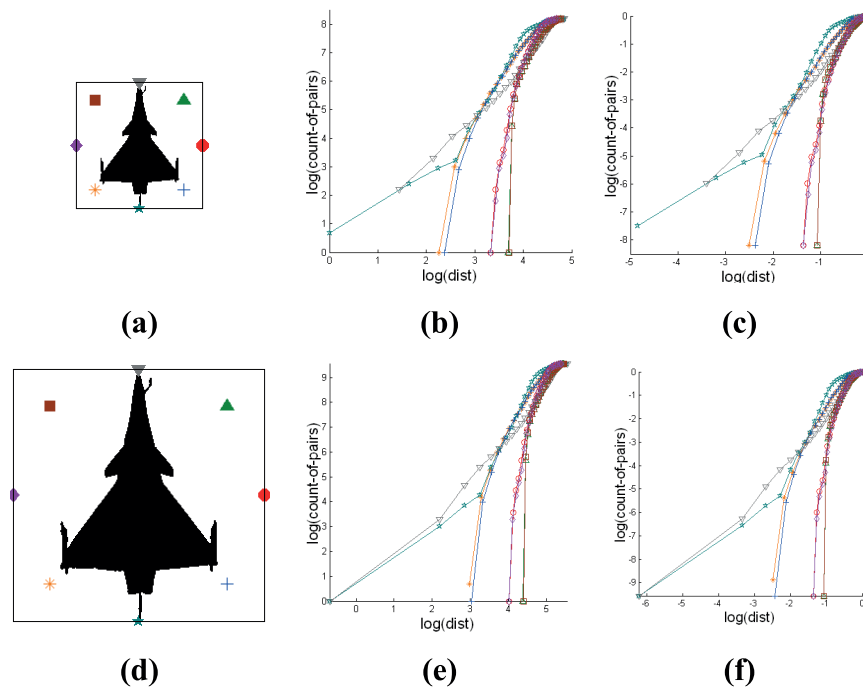 8
7
6
5
4
3
2
1
0
log(count-of-pairs)
0 1 2 3 4 5
log(dist)
-0
-1
-2
-3
-4
-5
-6
-7
-8
log(count-of-pairs)
-5 -4 -3 -2 -1
log(dist)
(a) (b) (c)
9
8
7
6
5
4
3
2
1
0
log(count-of-pairs)
0 1 2 3 4 5
log(dist)
-0
-1
-2
-3
-4
-5
-6
-7
-8
-9
log(count-of-pairs)
-6 -5 -4 -3 -2 -1 0
log(dist)
(d) (e) (f)